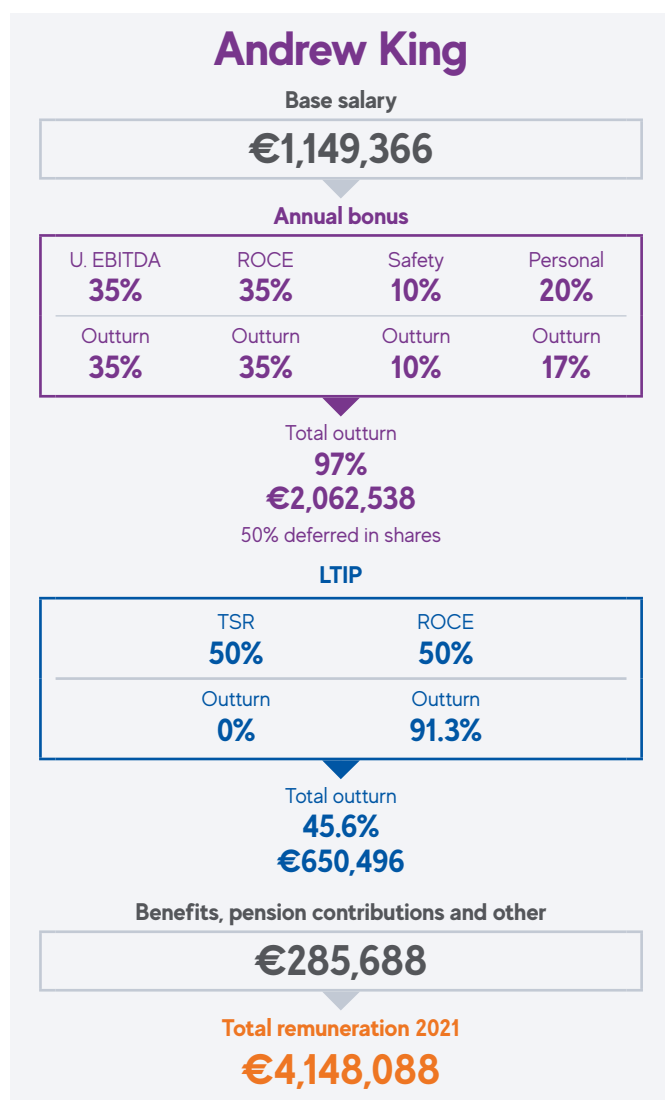 Andrew King
Base salary
€1,149,366
Annual bonus
U. EBITDA ROCE Safety Personal
35% 35% 10% 20%
Outturn Outturn Outturn Outturn
35% 35% 10% 17%
Total outturn
97%
€2,062,538
50% deferred in shares
LTIP
TSR ROCE
50% 50%
Outturn Outturn
0% 91.3%
Total outturn
45.6%
€650,496
Benefits, pension contributions and other
€285,688
Total remuneration 2021
€4,148,088